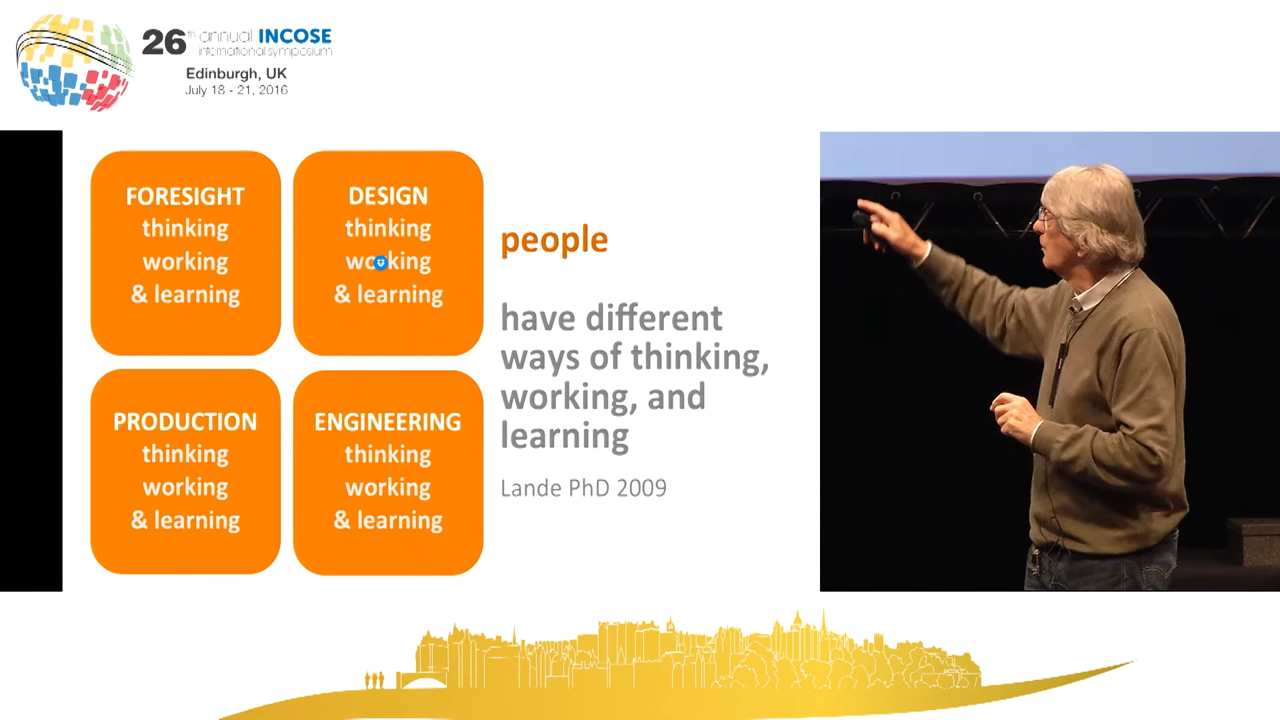 26th annual INCOSE
international symposium
Edinburgh, UK
July 18 - 21, 2016
FORESIGHT
thinking
working
& learning
DESIGN
thinking
working
& learning
PRODUCTION
thinking
working
& learning
ENGINEERING
thinking
working
& learning
people
have different
ways of thinking,
working, and
learning
Lande PhD 2009